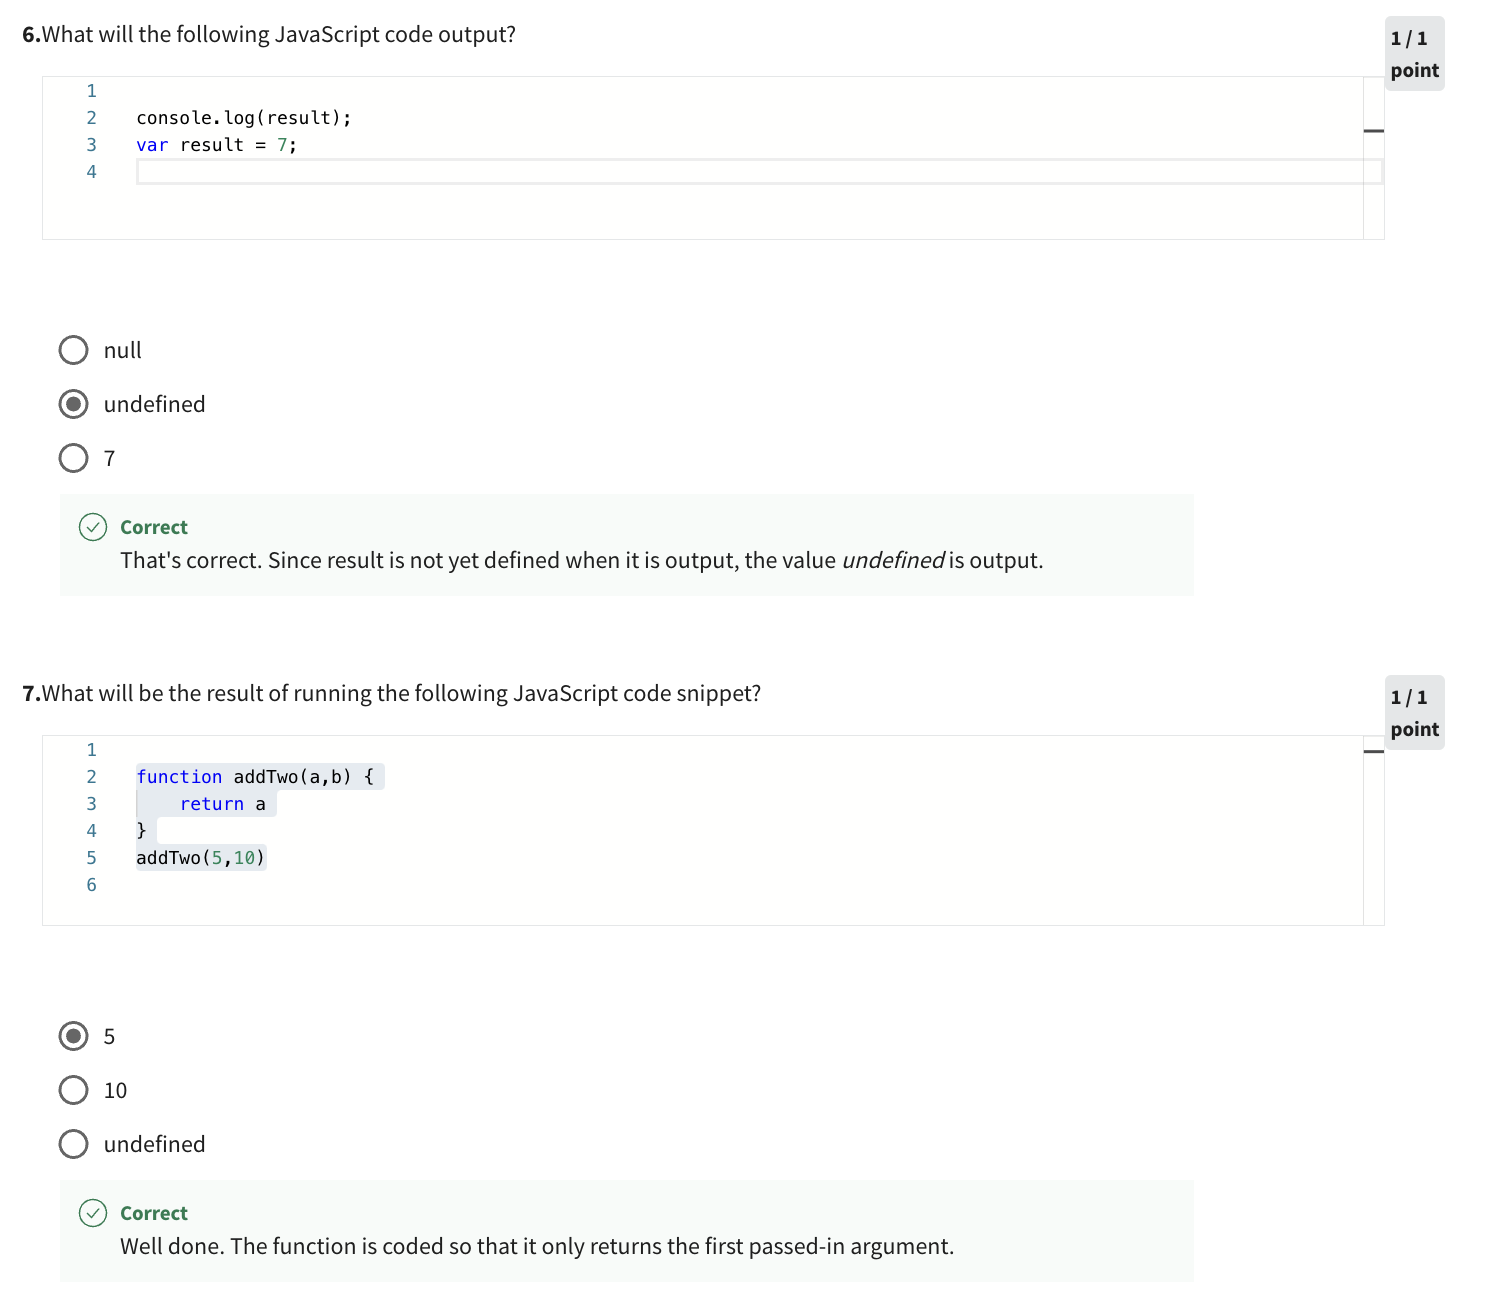 6.What will the following JavaScript code output?
1 / 1
point
1
2 console.log(result);
3 var result = 7;
4
null
undefined
7
Correct
That's correct. Since result is not yet defined when it is output, the value undefined is output.
7.What will be the result of running the following JavaScript code snippet?
1 / 1
point
1
2 function addTwo(a,b) {
3     return a
4 }
5 addTwo(5,10)
6
5
10
undefined
Correct
Well done. The function is coded so that it only returns the first passed-in argument.